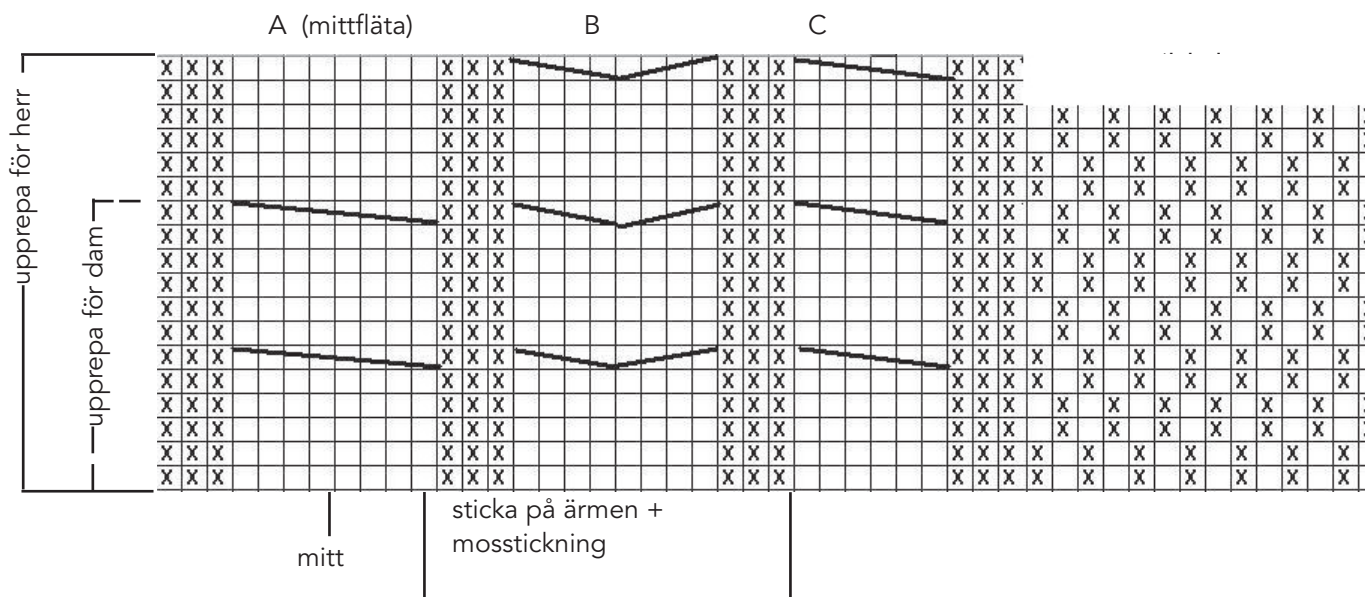 A (mittfläta)
B
C
upprepa för herr
upprepa för dam
mitt
sticka på ärmen +
mosstickning